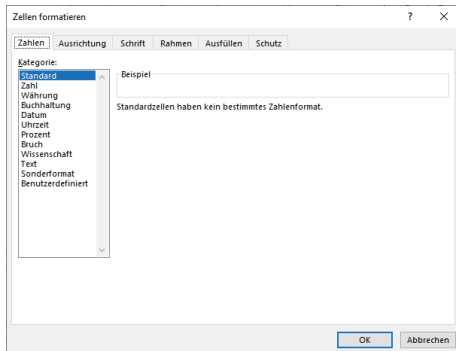 Zellen formatieren ? ✕
Zahlen Ausrichtung Schrift Rahmen Ausfüllen Schutz
Kategorie:
Standard
Zahl
Währung
Buchhaltung
Datum
Uhrzeit
Prozent
Bruch
Wissenschaft
Text
Sonderformat
Benutzerdefiniert
Beispiel
Standardzellen haben kein bestimmtes Zahlenformat.
OK Abbrechen